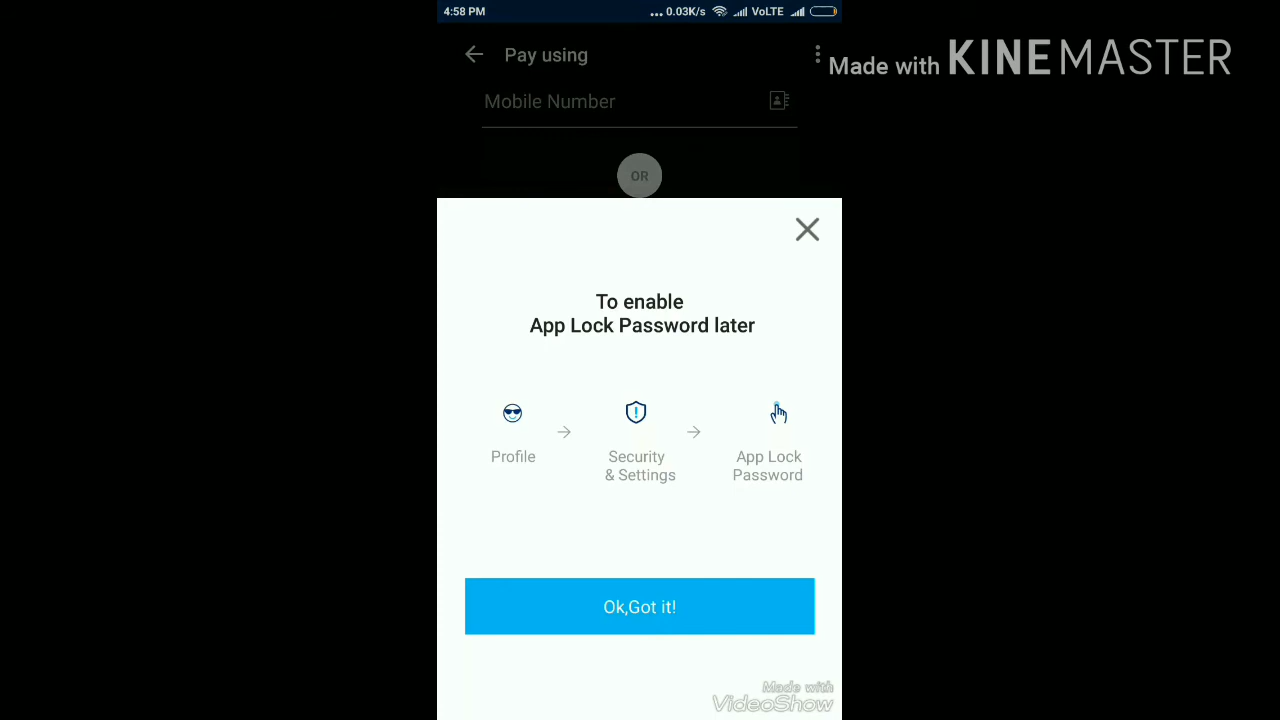 4:58 PM
... 0.03K/s VoLTE
Pay using
Made with KINEMASTER
Mobile Number
OR
To enable
App Lock Password later
Profile
Security
& Settings
App Lock
Password
Ok,Got it!
Made with
VideoShow